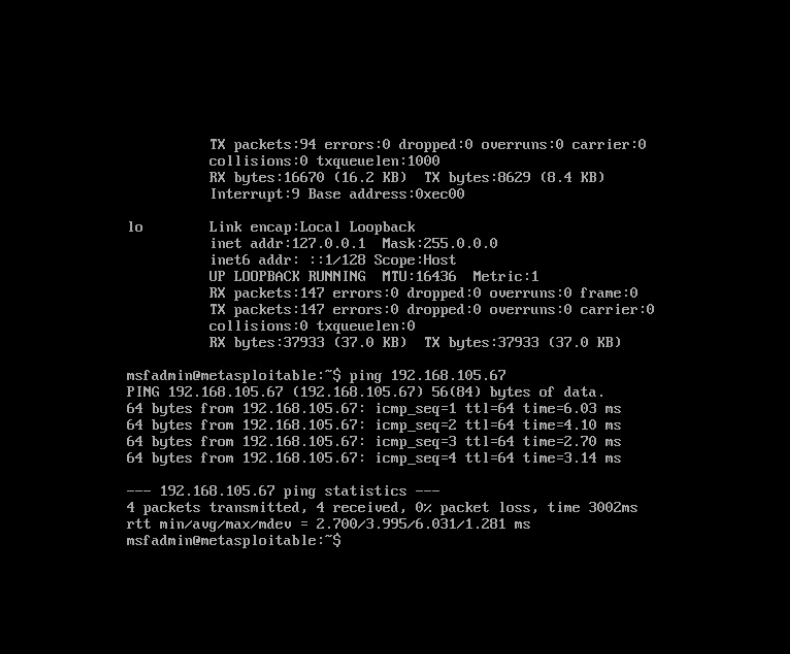 TX packets:94 errors:0 dropped:0 overruns:0 carrier:0
collisions:0 txqueuelen:1000
RX bytes:16670 (16.2 KB)  TX bytes:8629 (8.4 KB)
Interrupt:9 Base address:0xec00
lo        Link encap:Local Loopback
inet addr:127.0.0.1  Mask:255.0.0.0
inet6 addr: ::1/128 Scope:Host
UP LOOPBACK RUNNING  MTU:16436  Metric:1
RX packets:147 errors:0 dropped:0 overruns:0 frame:0
TX packets:147 errors:0 dropped:0 overruns:0 carrier:0
collisions:0 txqueuelen:0
RX bytes:37933 (37.0 KB)  TX bytes:37933 (37.0 KB)
msfadmin@metasploitable:~$ ping 192.168.105.67
PING 192.168.105.67 (192.168.105.67) 56(84) bytes of data.
64 bytes from 192.168.105.67: icmp_seq=1 ttl=64 time=6.03 ms
64 bytes from 192.168.105.67: icmp_seq=2 ttl=64 time=4.10 ms
64 bytes from 192.168.105.67: icmp_seq=3 ttl=64 time=2.70 ms
64 bytes from 192.168.105.67: icmp_seq=4 ttl=64 time=3.14 ms
--- 192.168.105.67 ping statistics ---
4 packets transmitted, 4 received, 0% packet loss, time 3002ms
rtt min/avg/max/mdev = 2.700/3.995/6.031/1.281 ms
msfadmin@metasploitable:~$